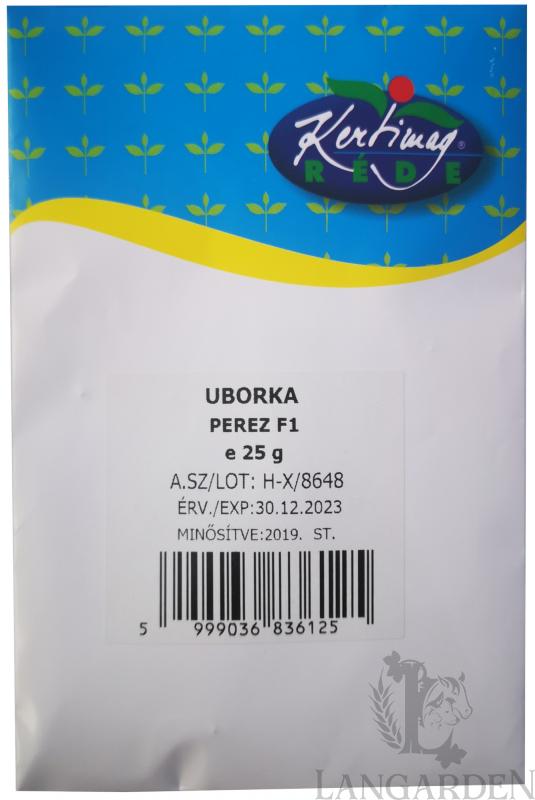 Kertimag®
RÉDE
UBORKA
PEREZ F1
e 25 g
A.SZ/LOT: H-X/8648
ÉRV./EXP:30.12.2023
MINŐSÍTVE:2019. ST.
5 999036 836125
L
LANGARDEN